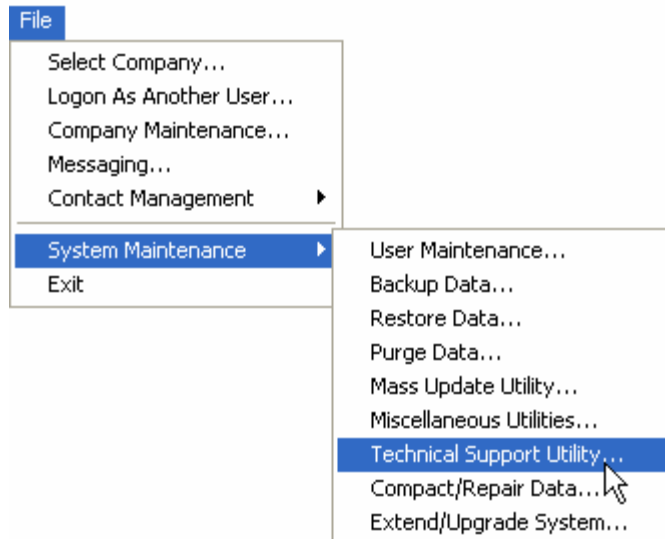 File
Select Company...
Logon As Another User...
Company Maintenance...
Messaging...
Contact Management
System Maintenance
Exit
User Maintenance...
Backup Data...
Restore Data...
Purge Data...
Mass Update Utility...
Miscellaneous Utilities...
Technical Support Utility...
Compact/Repair Data...
Extend/Upgrade System...